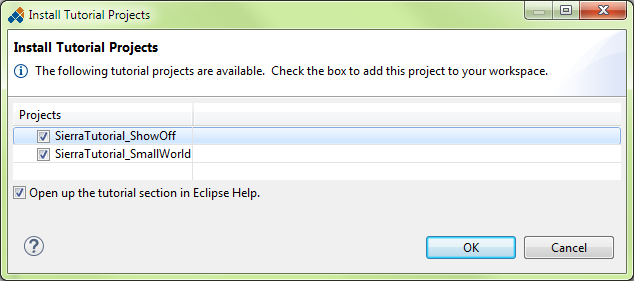 Install Tutorial Projects
Install Tutorial Projects
The following tutorial projects are available.  Check the box to add this project to your workspace.
Projects
SierraTutorial_ShowOff
SierraTutorial_SmallWorld
Open up the tutorial section in Eclipse Help.
OK
Cancel